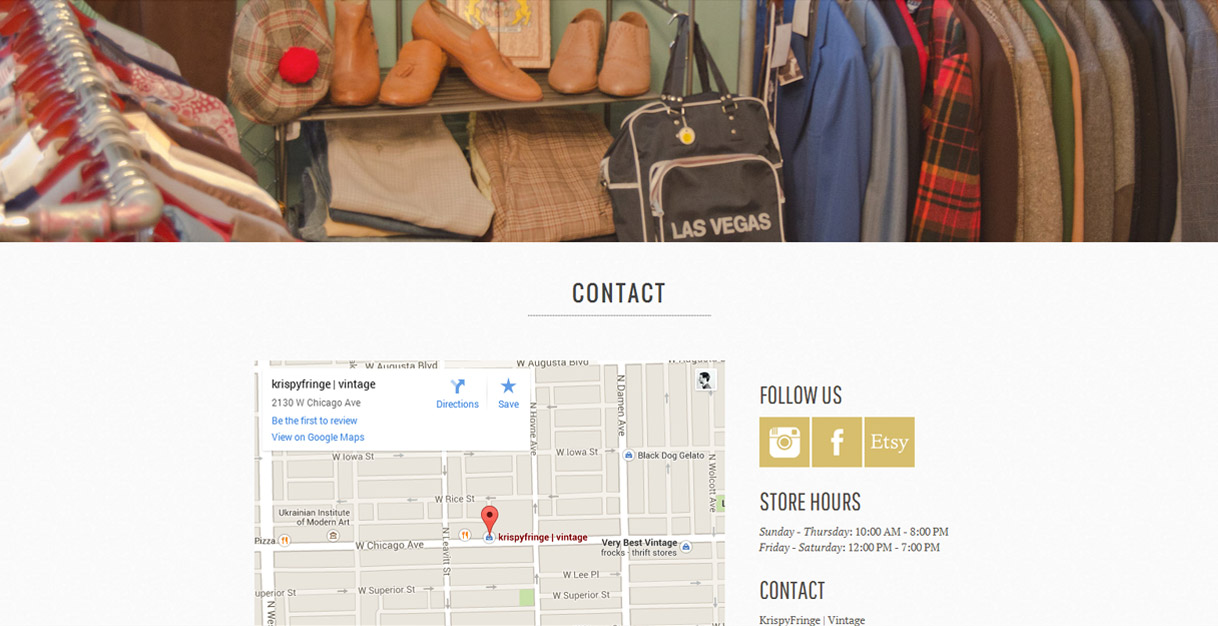 LAS VEGAS
CONTACT
W Augusta Blvd
W Augusta Blvd
krispyfringe | vintage
2130 W Chicago Ave
Be the first to review
View on Google Maps
Directions
Save
N Hoyne Ave
N Damen Ave
W Iowa St
W Iowa St
Black Dog Gelato
N Wolcott Ave
W Rice St
Ukrainian Institute
of Modern Art
Pizza
krispyfringe | vintage
W Chicago Ave
N Leavitt St
Very Best Vintage
frocks · thrift stores
W Lee Pl
uperior St
W Superior St
W Superior St
FOLLOW US
Etsy
STORE HOURS
Sunday - Thursday: 10:00 AM - 8:00 PM
Friday - Saturday: 12:00 PM - 7:00 PM
CONTACT
KrispyFringe | Vintage